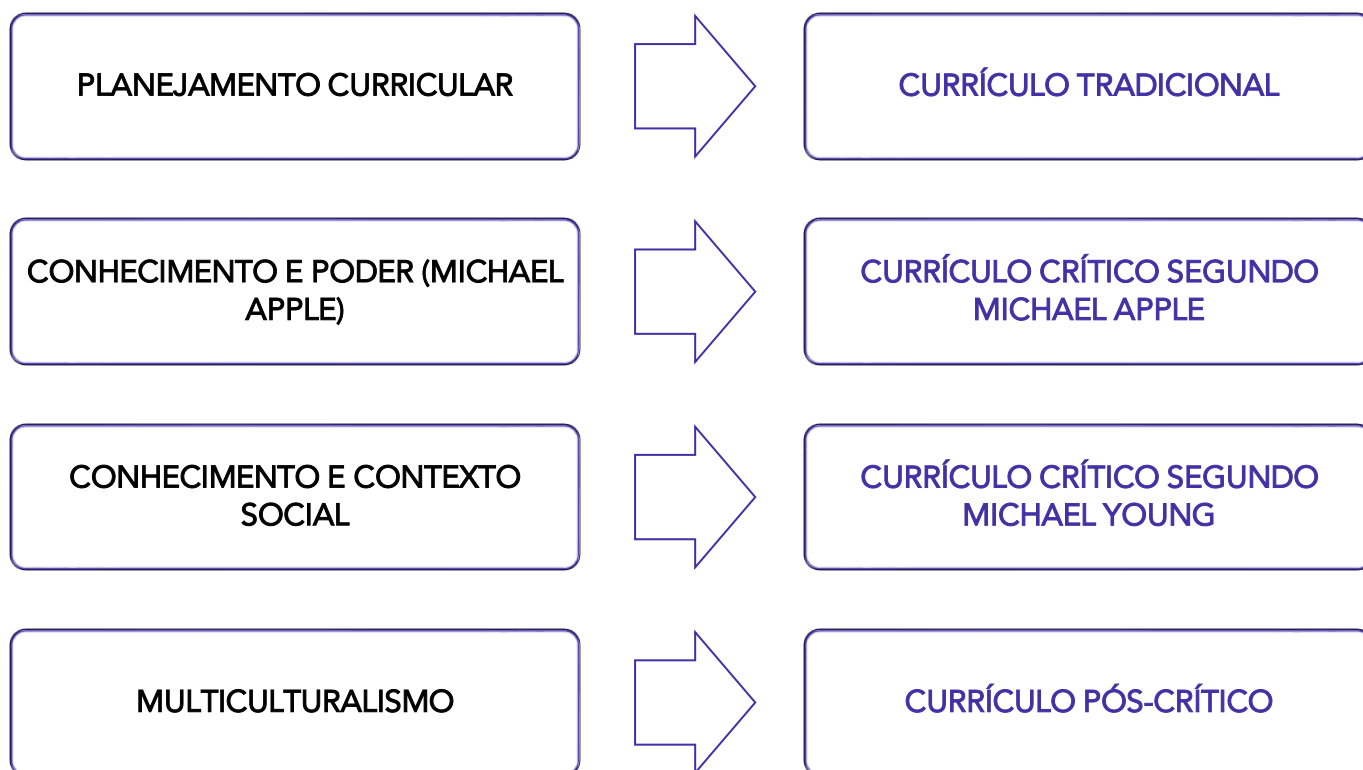 PLANEJAMENTO CURRICULAR
CURRÍCULO TRADICIONAL
CONHECIMENTO E PODER (MICHAEL
APPLE)
CURRÍCULO CRÍTICO SEGUNDO
MICHAEL APPLE
CONHECIMENTO E CONTEXTO
SOCIAL
CURRÍCULO CRÍTICO SEGUNDO
MICHAEL YOUNG
MULTICULTURALISMO
CURRÍCULO PÓS-CRÍTICO